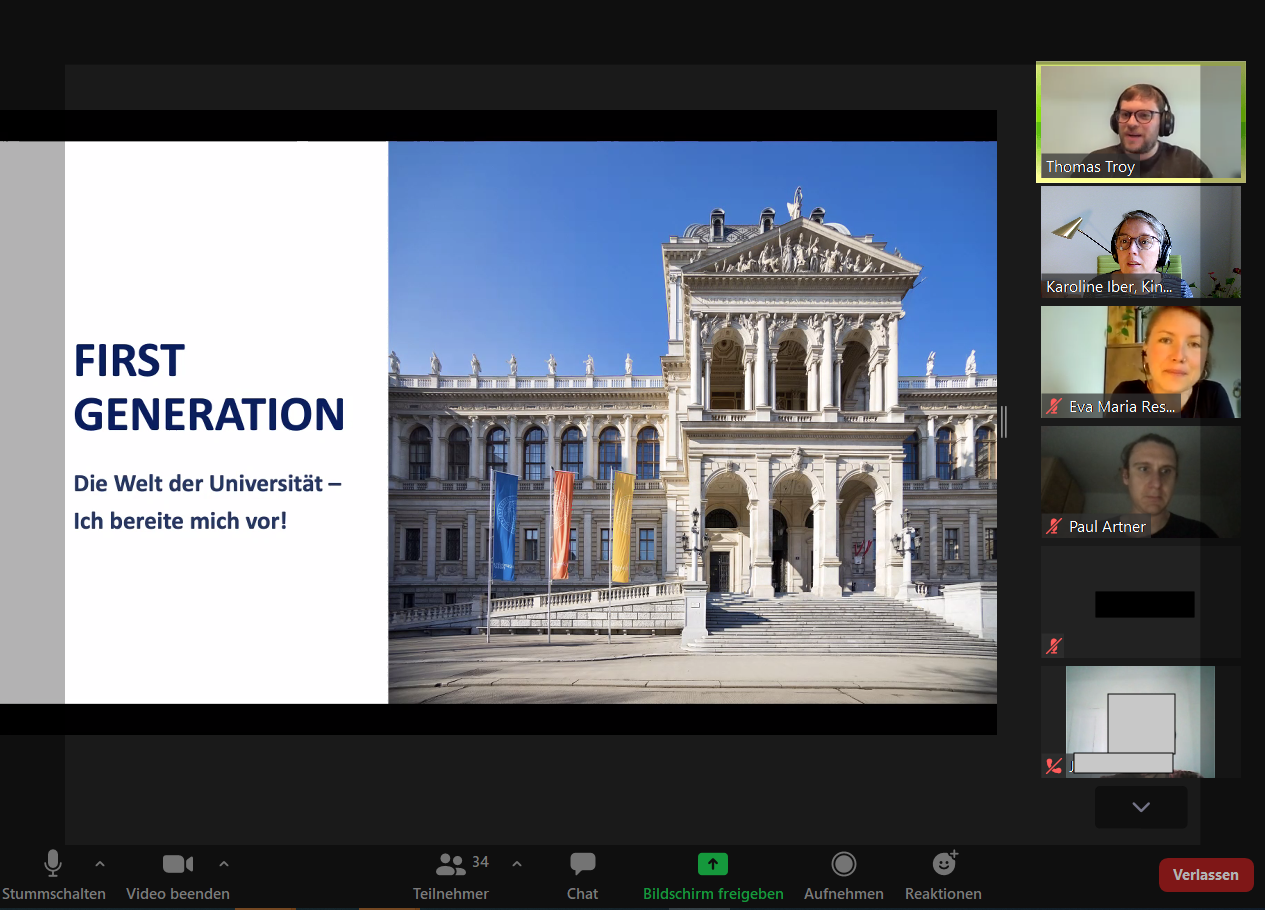 FIRST
GENERATION
Die Welt der Universität –
Ich bereite mich vor!
Thomas Troy
Karoline Iber, Kin...
Eva Maria Res...
Paul Artner
Stummschalten
Video beenden
Teilnehmer
34
Chat
Bildschirm freigeben
Aufnehmen
Reaktionen
Verlassen